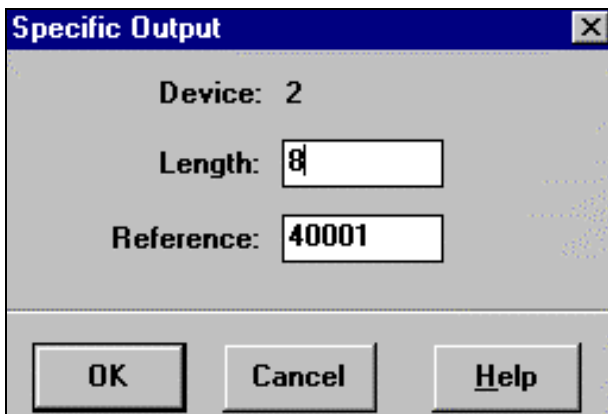 Specific Output
Device: 2
Length: 8
Reference: 40001
OK Cancel Help